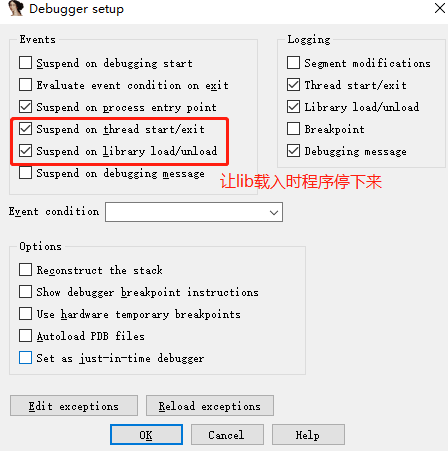 Debugger setup
Events
Suspend on debugging start
Evaluate event condition on exit
Suspend on process entry point
Suspend on thread start/exit
Suspend on library load/unload
Suspend on debugging message
Logging
Segment modifications
Thread start/exit
Library load/unload
Breakpoint
Debugging message
让lib载入时程序停下来
Event condition
Options
Reconstruct the stack
Show debugger breakpoint instructions
Use hardware temporary breakpoints
Autoload PDB files
Set as just-in-time debugger
Edit exceptions
Reload exceptions
OK
Cancel
Help